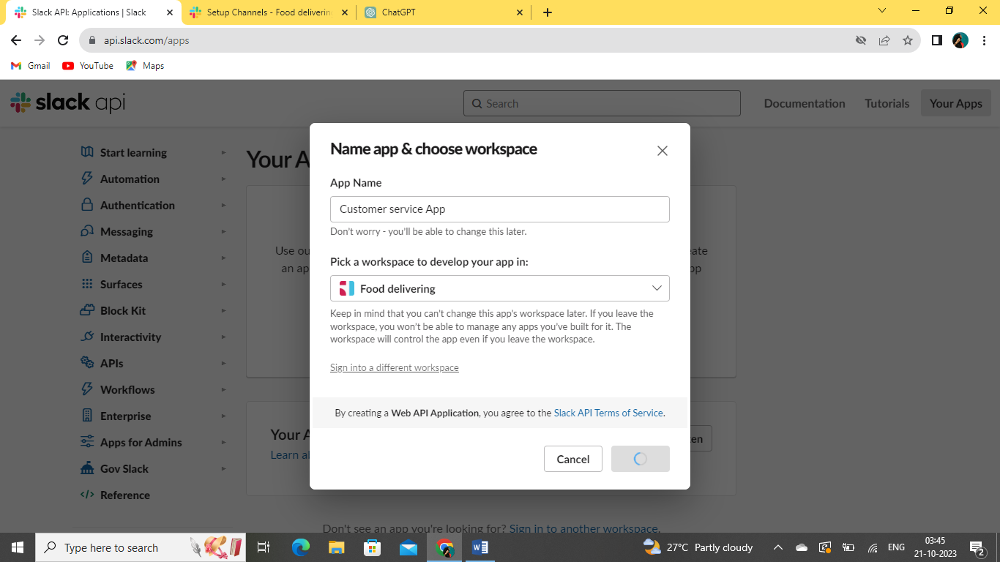 Slack API: Applications | Slack
Setup Channels - Food deliverin
ChatGPT
api.slack.com/apps
Gmail
YouTube
Maps
slack api
Search
Documentation
Tutorials
Your Apps
Start learning
Automation
Authentication
Messaging
Metadata
Surfaces
Block Kit
Interactivity
APIs
Workflows
Enterprise
Apps for Admins
Gov Slack
Reference
Your A
Use ou
an ap
Your A
Learn a
Name app & choose workspace
App Name
Customer service App
Don't worry - you'll be able to change this later.
Pick a workspace to develop your app in:
Food delivering
Keep in mind that you can't change this app's workspace later. If you leave the
workspace, you won't be able to manage any apps you've built for it. The
workspace will control the app even if you leave the workspace.
Sign into a different workspace
By creating a Web API Application, you agree to the Slack API Terms of Service.
Cancel
Don't see an app you're looking for? Sign in to another workspace.
Type here to search
27°C Partly cloudy
ENG
03:45
21-10-2023
2